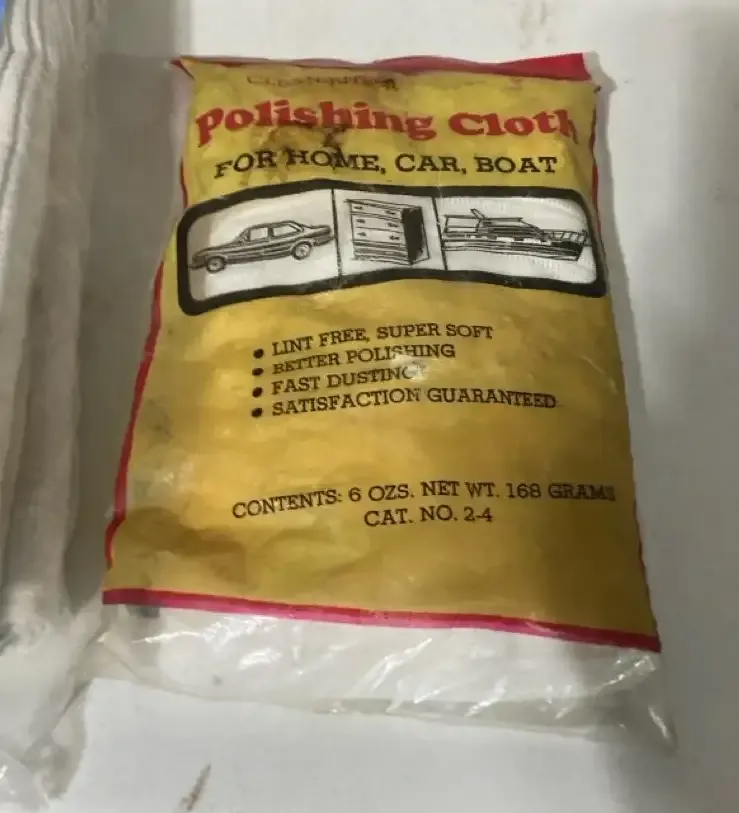 Polishing Cloth
FOR HOME, CAR, BOAT
• LINT FREE, SUPER SOFT
• BETTER POLISHING
• FAST DUSTING
• SATISFACTION GUARANTEED
CONTENTS: 6 OZS. NET WT. 168 GRAMS
CAT. NO. 2-4